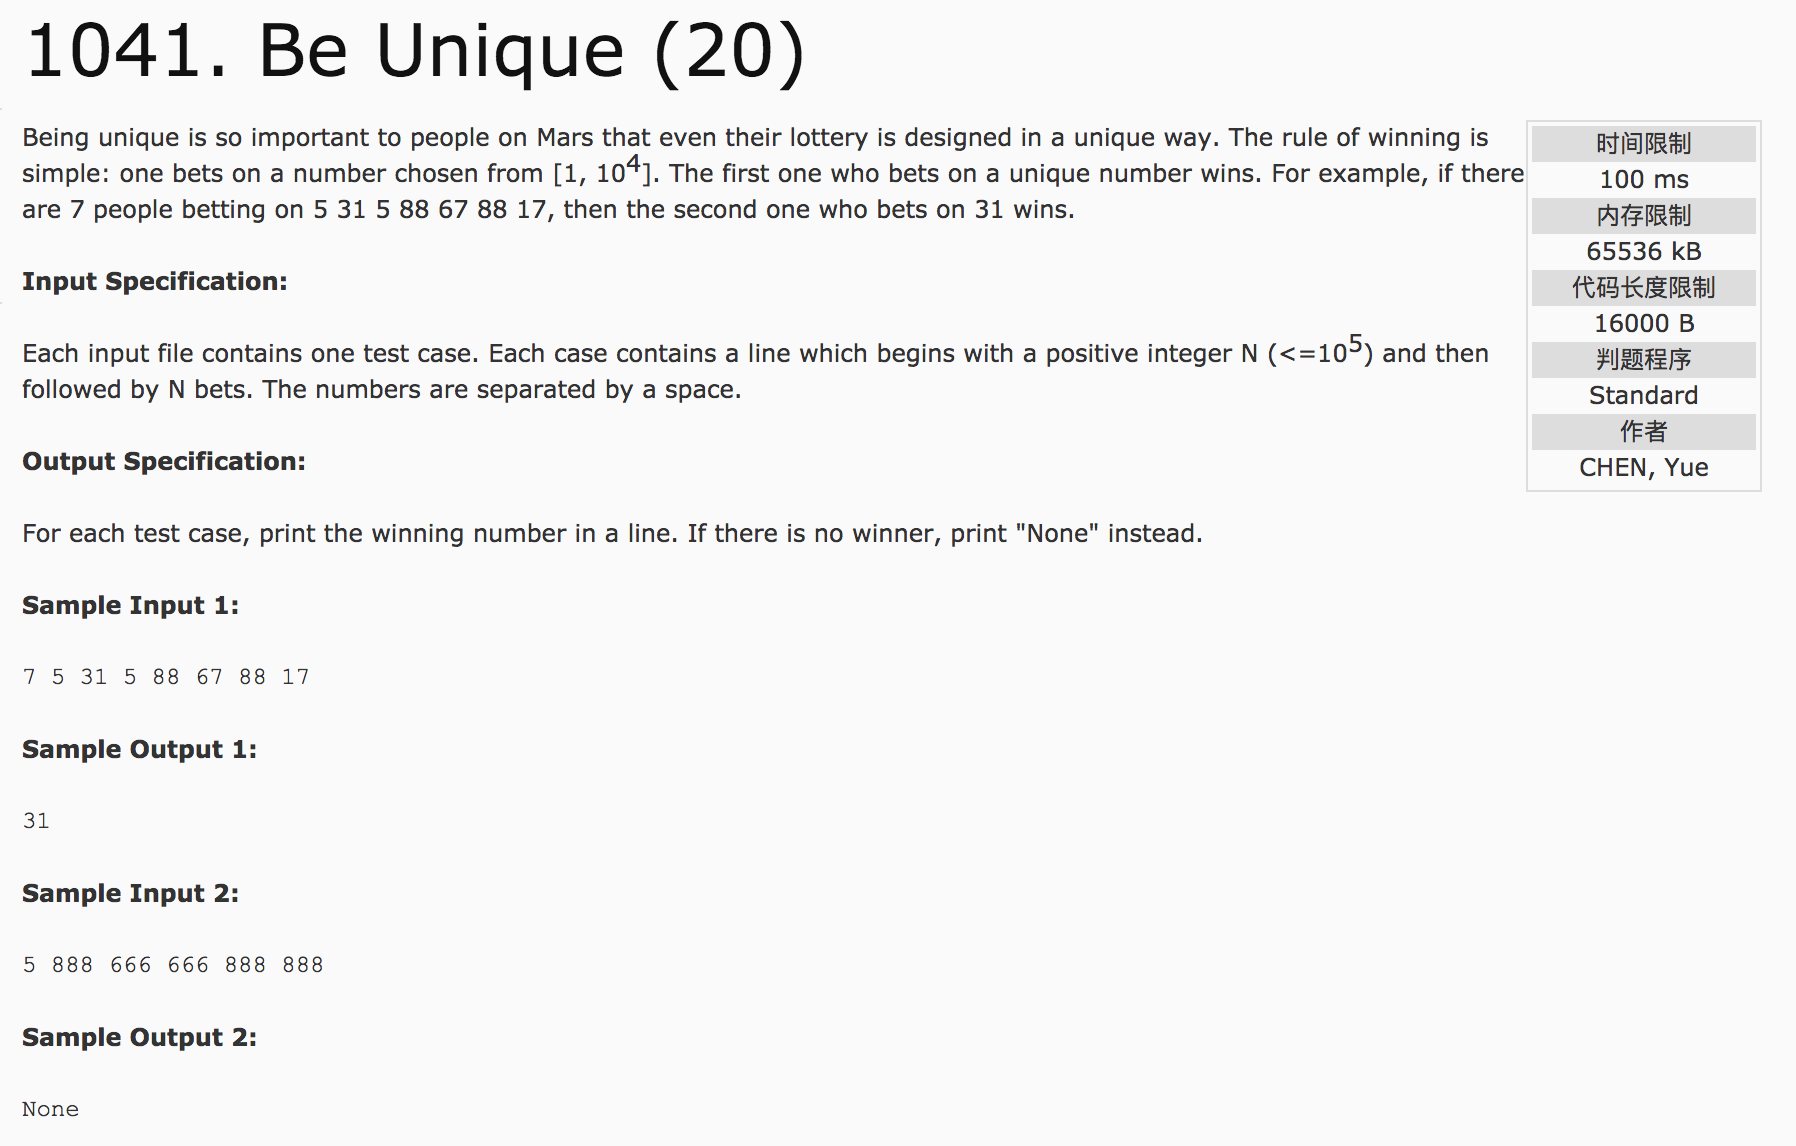 1041. Be Unique (20)
Being unique is so important to people on Mars that even their lottery is designed in a unique way. The rule of winning is
simple: one bets on a number chosen from [1, 10⁴]. The first one who bets on a unique number wins. For example, if there
are 7 people betting on 5 31 5 88 67 88 17, then the second one who bets on 31 wins.
时间限制
100 ms
内存限制
65536 kB
代码长度限制
16000 B
判题程序
Standard
作者
CHEN, Yue
Input Specification:
Each input file contains one test case. Each case contains a line which begins with a positive integer N (<=10⁵) and then
followed by N bets. The numbers are separated by a space.
Output Specification:
For each test case, print the winning number in a line. If there is no winner, print "None" instead.
Sample Input 1:
7 5 31 5 88 67 88 17
Sample Output 1:
31
Sample Input 2:
5 888 666 666 888 888
Sample Output 2:
None